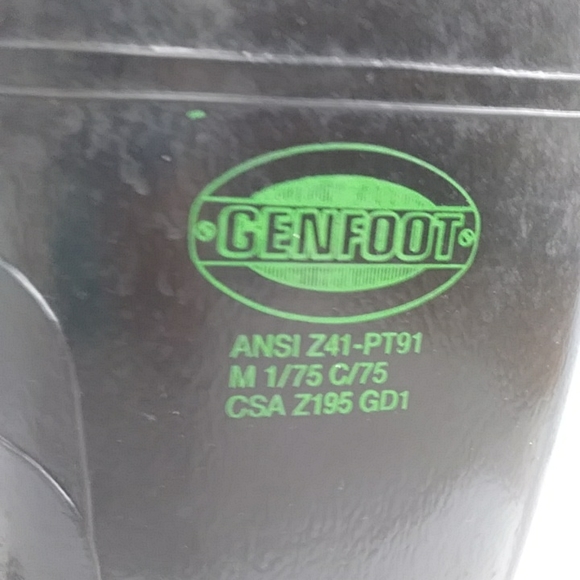 GENFOOT
ANSI Z41-PT91
M 1/75 C/75
CSA Z195 GD1